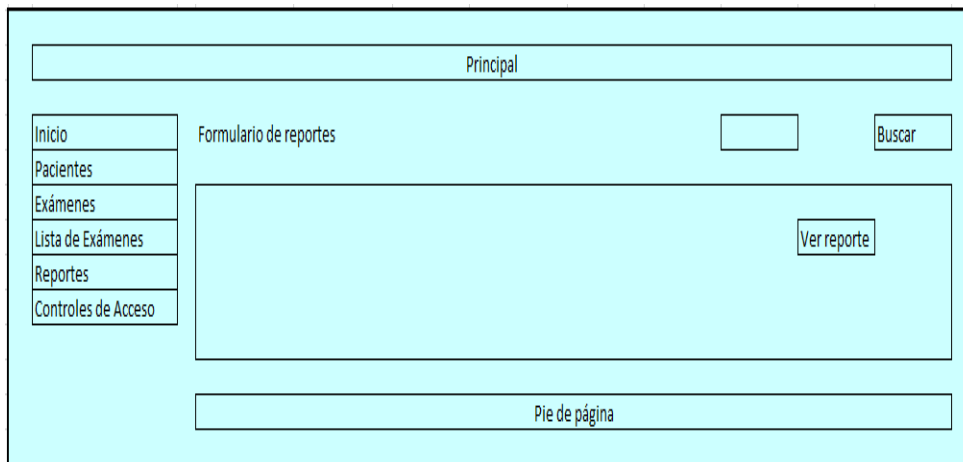 Principal
Inicio
Formulario de reportes
Buscar
Pacientes
Exámenes
Lista de Exámenes
Ver reporte
Reportes
Controles de Acceso
Pie de página